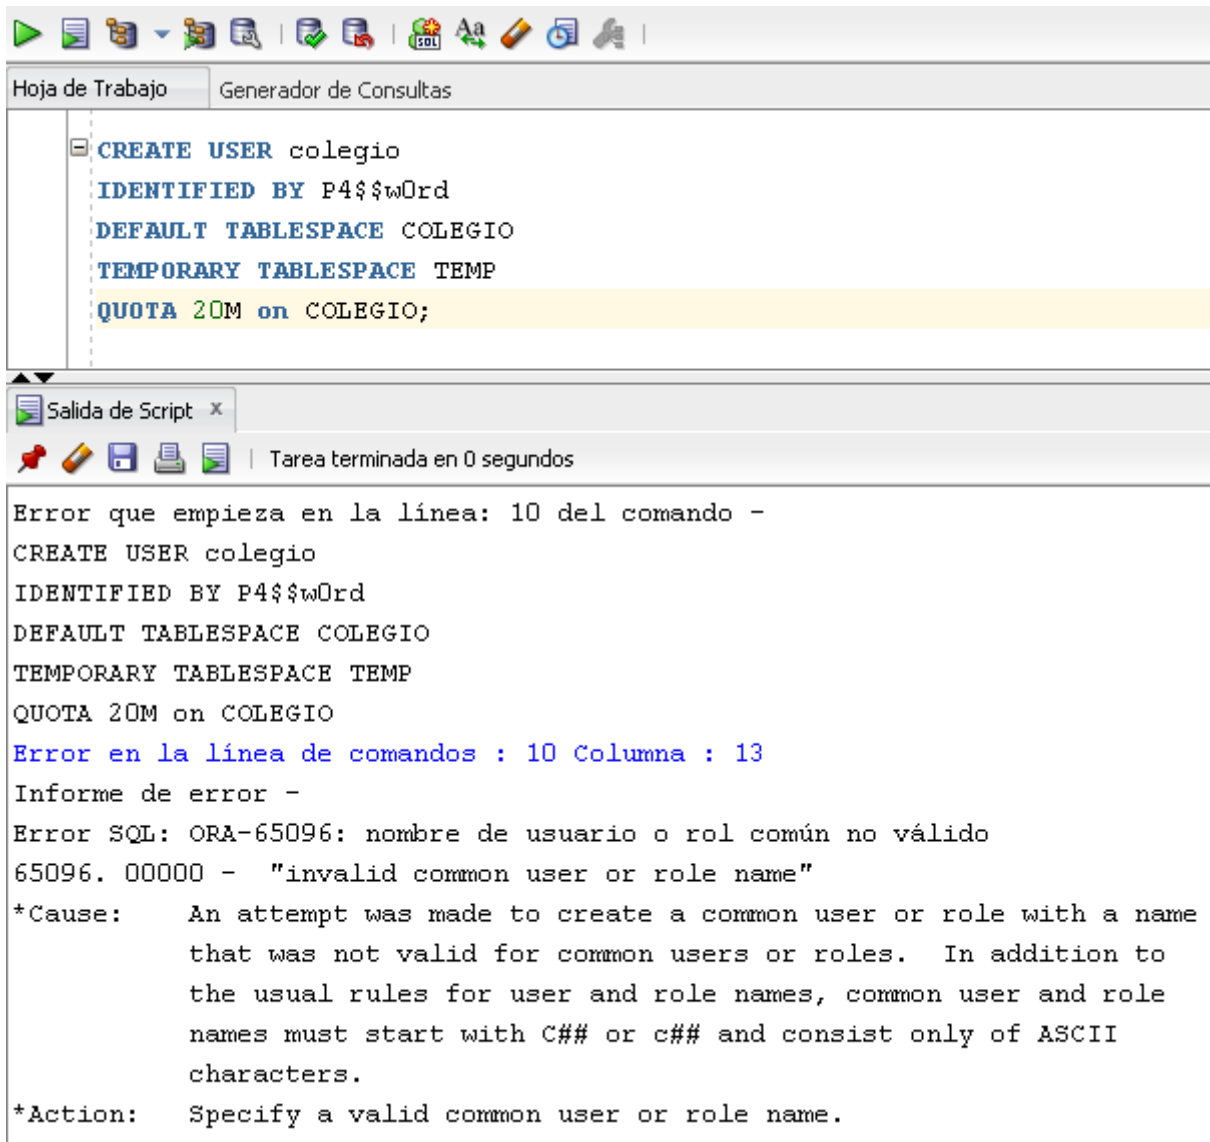 SQL
Aa
Hoja de Trabajo
Generador de Consultas
CREATE USER colegio
IDENTIFIED BY P4$$w0rd
DEFAULT TABLESPACE COLEGIO
TEMPORARY TABLESPACE TEMP
QUOTA 20M on COLEGIO;
Salida de Script x
Tarea terminada en 0 segundos
Error que empieza en la línea: 10 del comando -
CREATE USER colegio
IDENTIFIED BY P4$$w0rd
DEFAULT TABLESPACE COLEGIO
TEMPORARY TABLESPACE TEMP
QUOTA 20M on COLEGIO
Error en la línea de comandos : 10 Columna : 13
Informe de error -
Error SQL: ORA-65096: nombre de usuario o rol común no válido
65096. 00000 -  "invalid common user or role name"
*Cause:    An attempt was made to create a common user or role with a name
that was not valid for common users or roles.  In addition to
the usual rules for user and role names, common user and role
names must start with C## or c## and consist only of ASCII
characters.
*Action:   Specify a valid common user or role name.